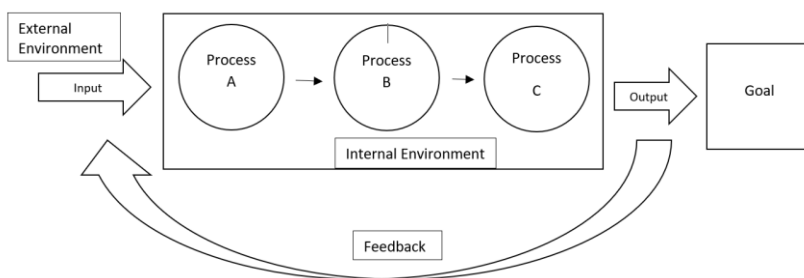 External
Environment
Input
Process
A
Process
B
Process
C
Internal Environment
Output
Goal
Feedback